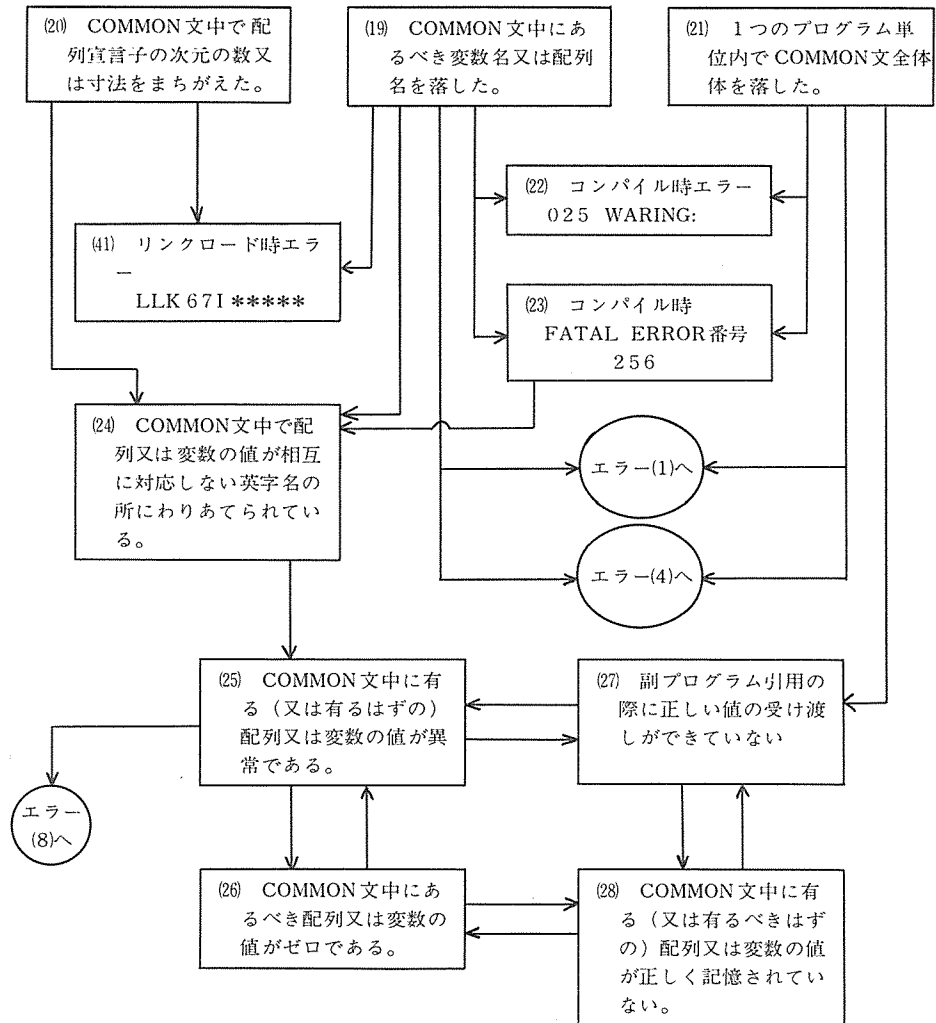 (20) COMMON文中で配
列宣言子の次元の数又
は寸法をまちがえた。
(19) COMMON文中にあ
るべき変数名又は配列
名を落した。
(21) 1つのプログラム単
位内でCOMMON文全体
体を落した。
(22) コンパイル時エラー
025 WARING:
(41) リンクロード時エラ
ー
LLK67I*****
(23) コンパイル時
FATAL ERROR番号
256
(24) COMMON文中で配
列又は変数の値が相互
に対応しない英字名の
所にわりあてられてい
る。
エラー(1)へ
エラー(4)へ
(25) COMMON文中に有
る(又は有るはずの)
配列又は変数の値が異
常である。
(27) 副プログラム引用の
際に正しい値の受け渡
しができていない
エラー
(8)へ
(26) COMMON文中にあ
るべき配列又は変数の
値がゼロである。
(28) COMMON文中に有
る(又は有るべきはず
の)配列又は変数の値
が正しく記憶されてい
ない。